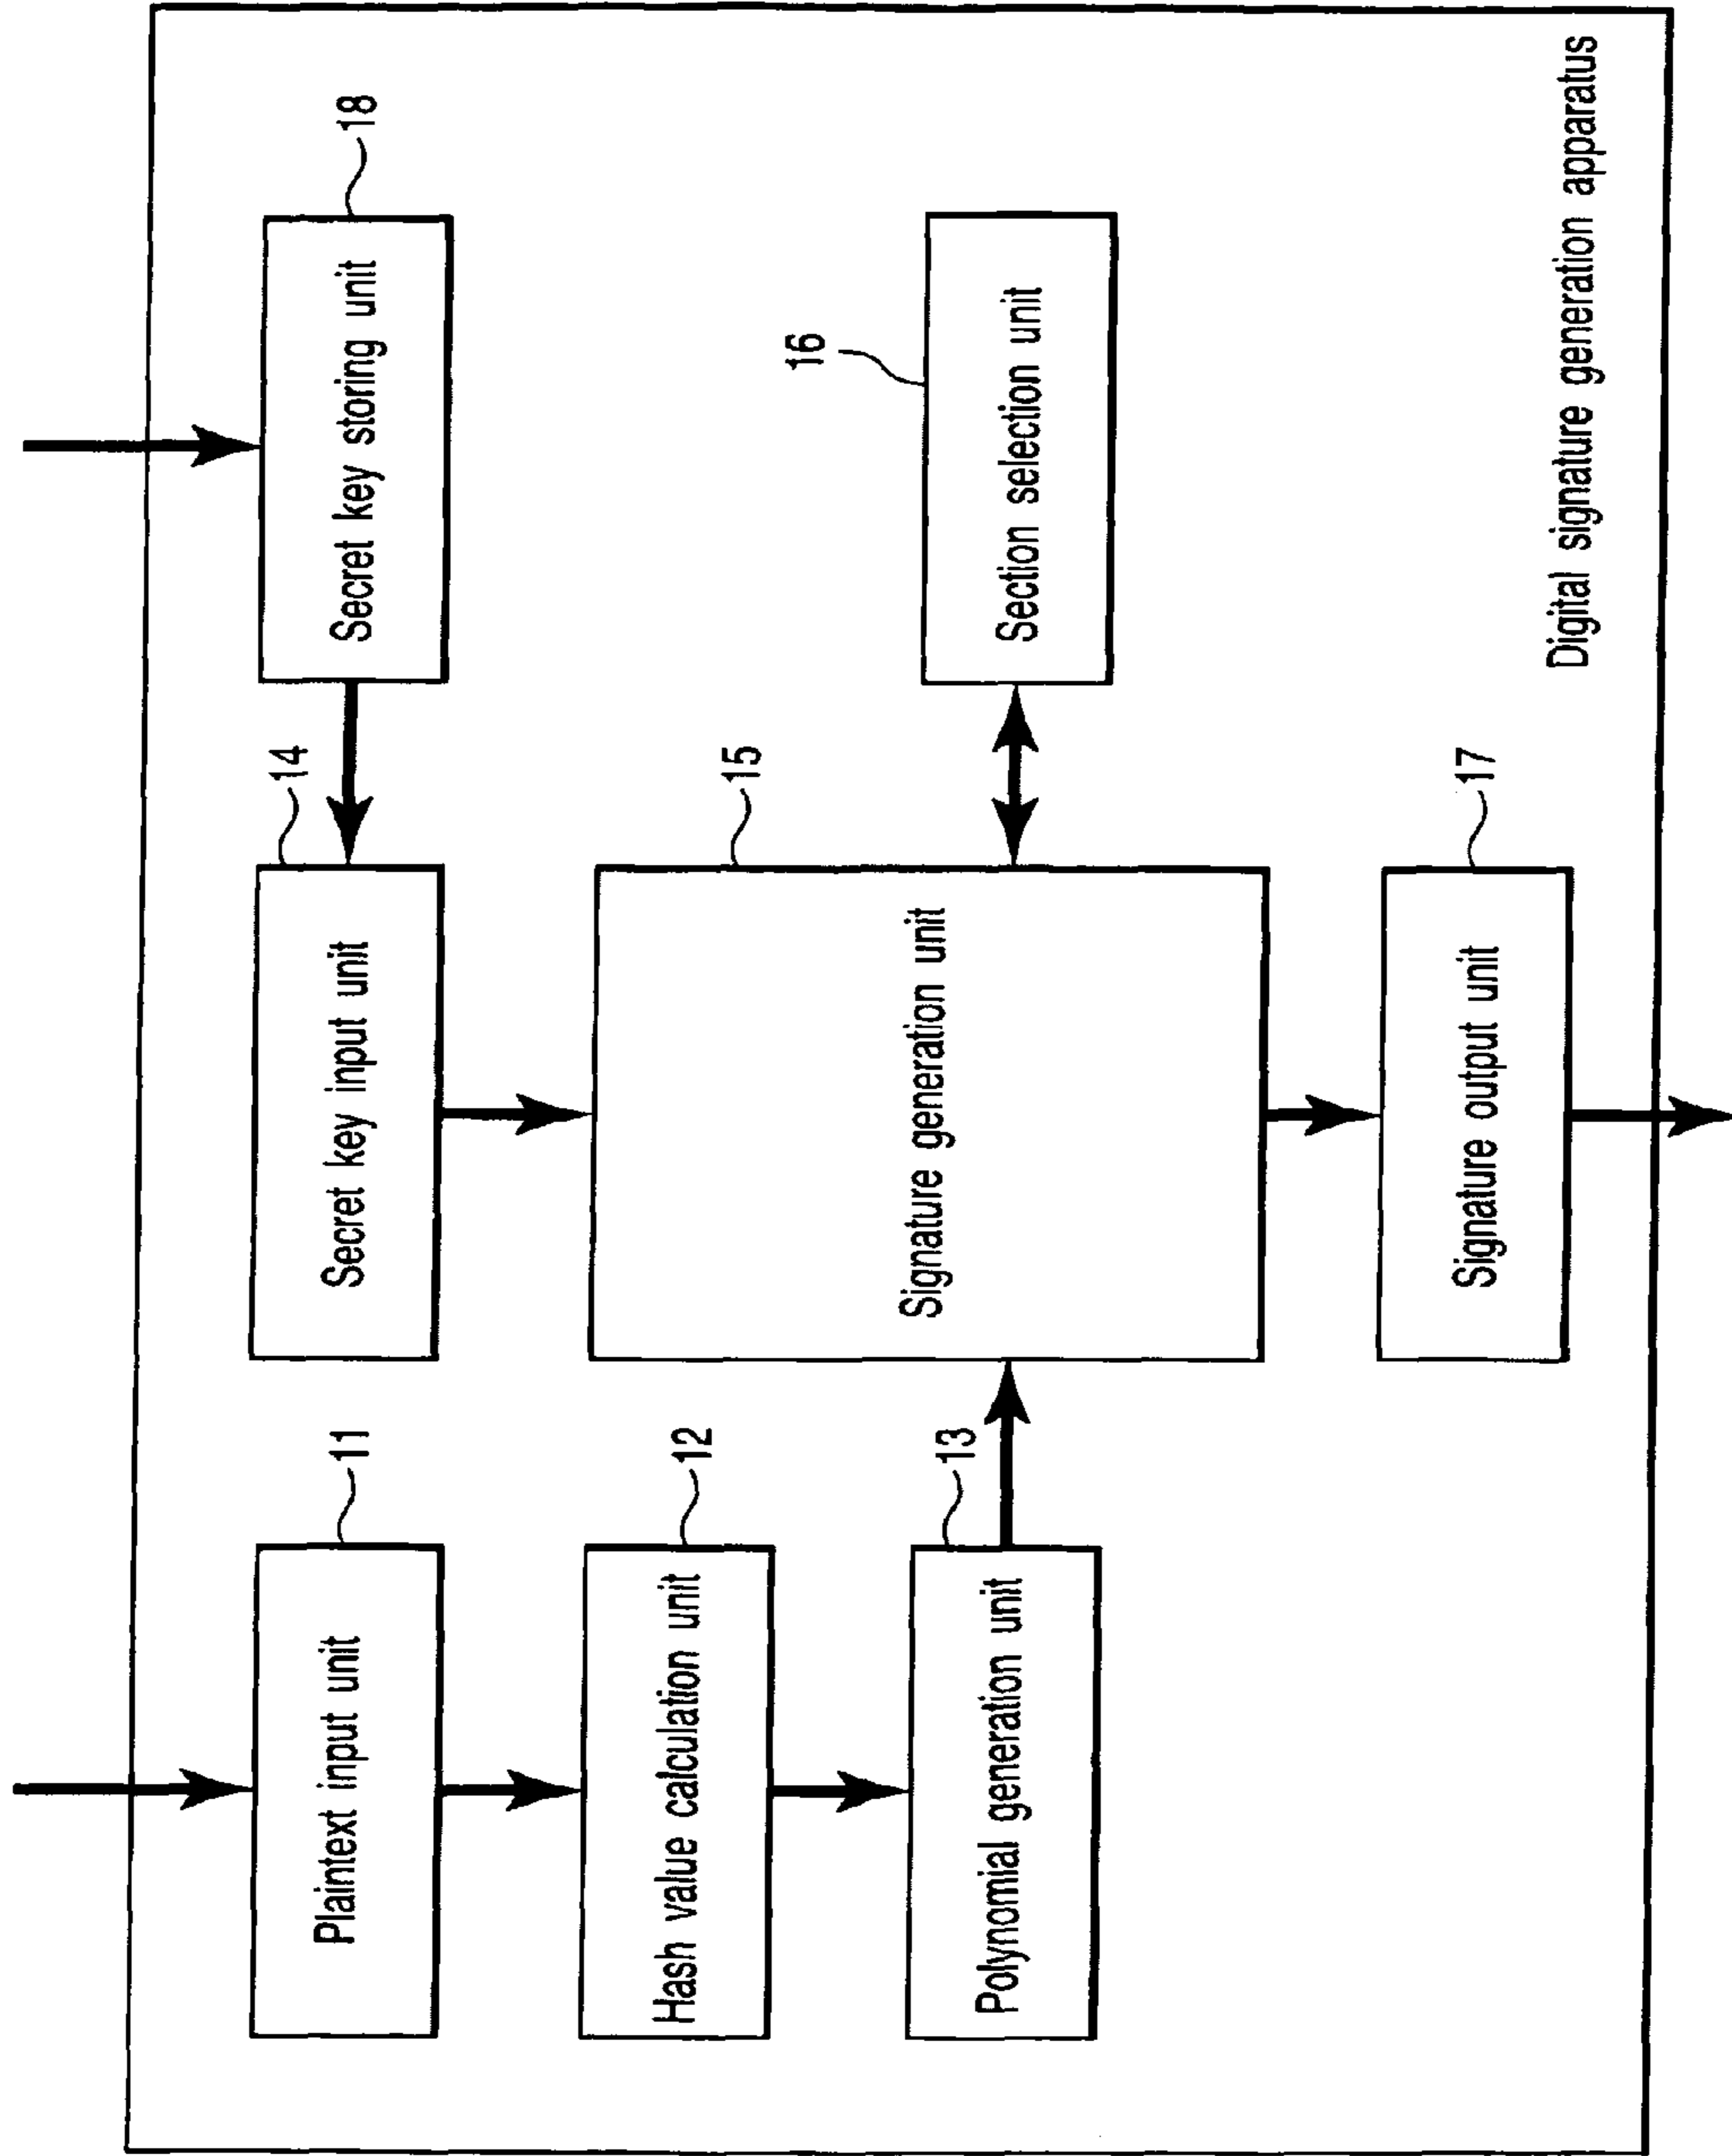 Plaintext input unit
11
Hash value calculation unit
12
Polynomial generation unit
13
Secret key input unit
14
Signature generation unit
15
Section selection unit
16
Signature output unit
17
Secret key storing unit
18
Digital signature generation apparatus